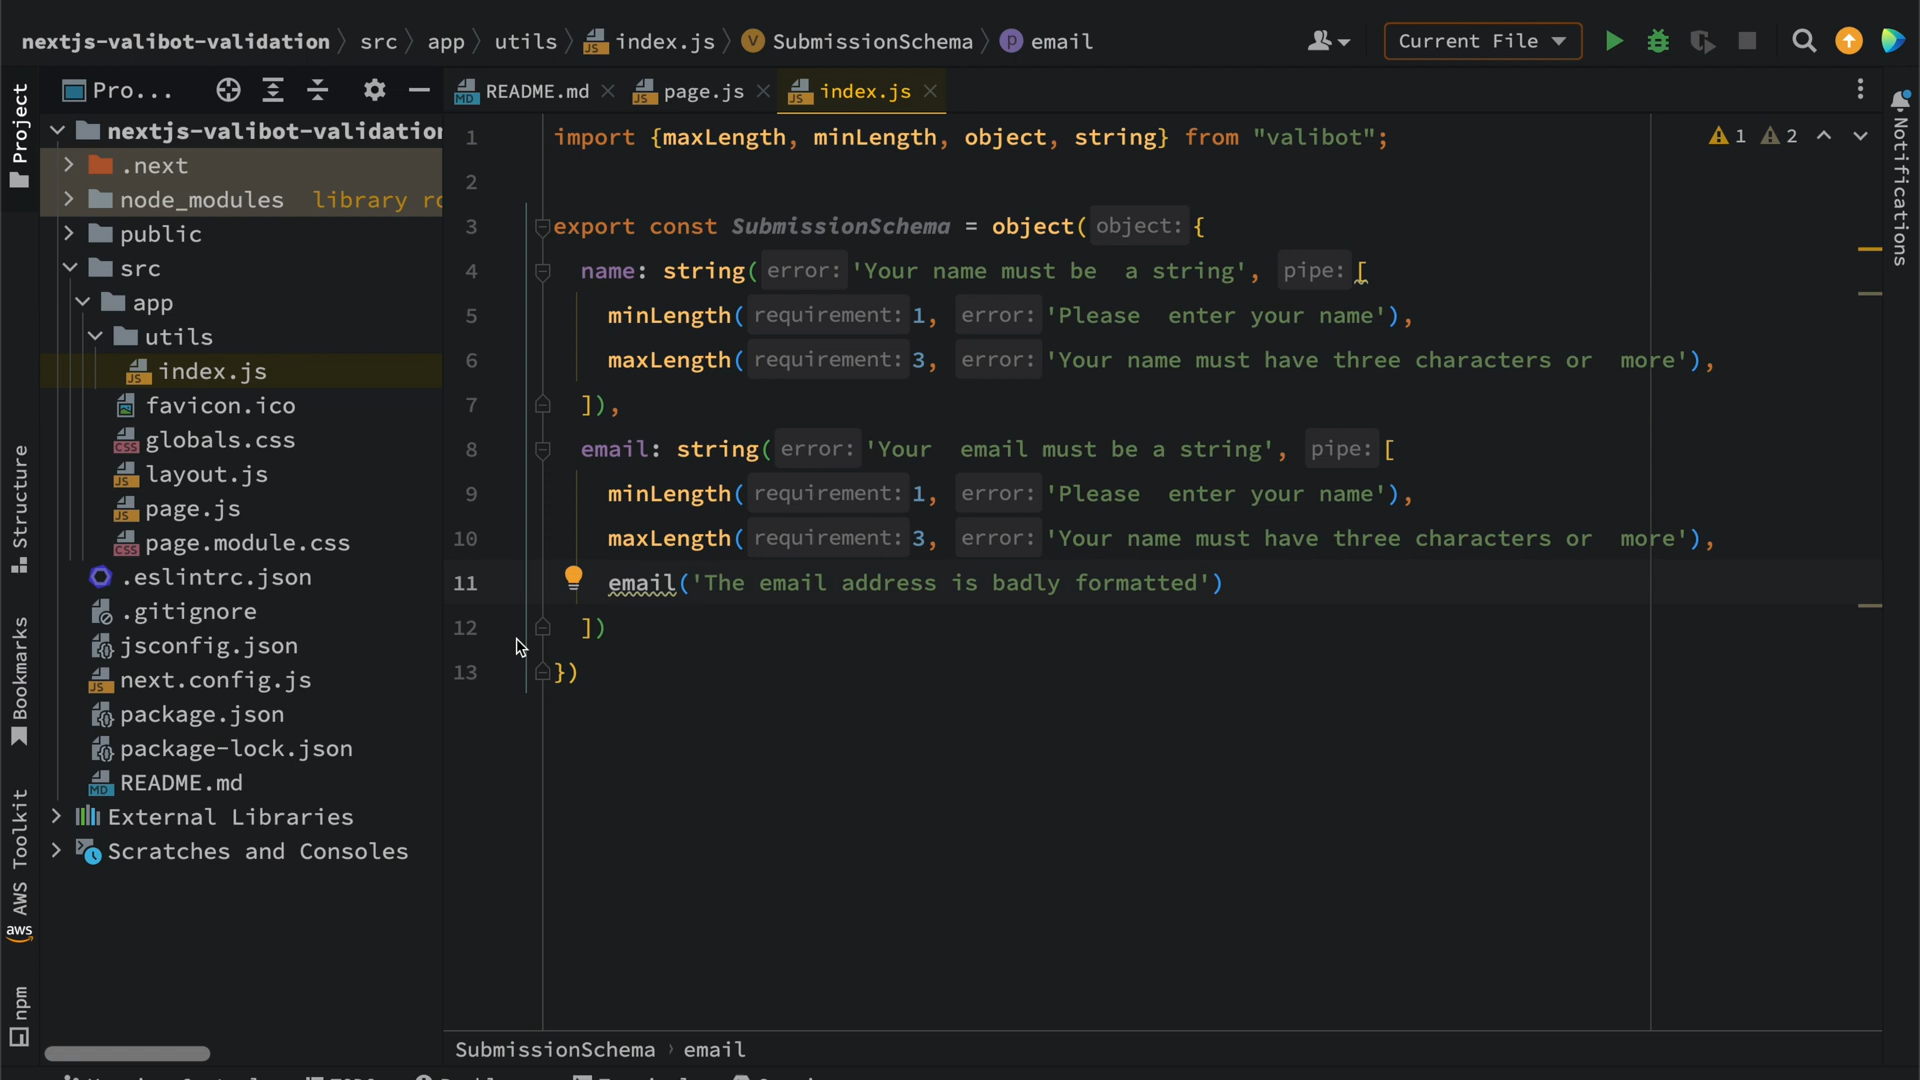 nextjs-valibot-validation src app utils index.js SubmissionSchema email
Current File
Pro...
README.md page.js index.js
nextjs-valibot-validation
.next
node_modules library
public
src
app
utils
index.js
favicon.ico
globals.css
layout.js
page.js
page.module.css
.eslintrc.json
.gitignore
jsconfig.json
next.config.js
package.json
package-lock.json
README.md
External Libraries
Scratches and Consoles
Project
Structure
Bookmarks
AWS Toolkit
aws
npm
1 import {maxLength, minLength, object, string} from "valibot";
2
3 export const SubmissionSchema = object( object: {
4 name: string( error: 'Your name must be  a string', pipe: [
5 minLength( requirement: 1, error: 'Please  enter your name'),
6 maxLength( requirement: 3, error: 'Your name must have three characters or  more'),
7 ]),
8 email: string( error: 'Your  email must be a string', pipe: [
9 minLength( requirement: 1, error: 'Please  enter your name'),
10 maxLength( requirement: 3, error: 'Your name must have three characters or  more'),
11 email('The email address is badly formatted')
12 ])
13 })
1 2
Notifications
SubmissionSchema › email